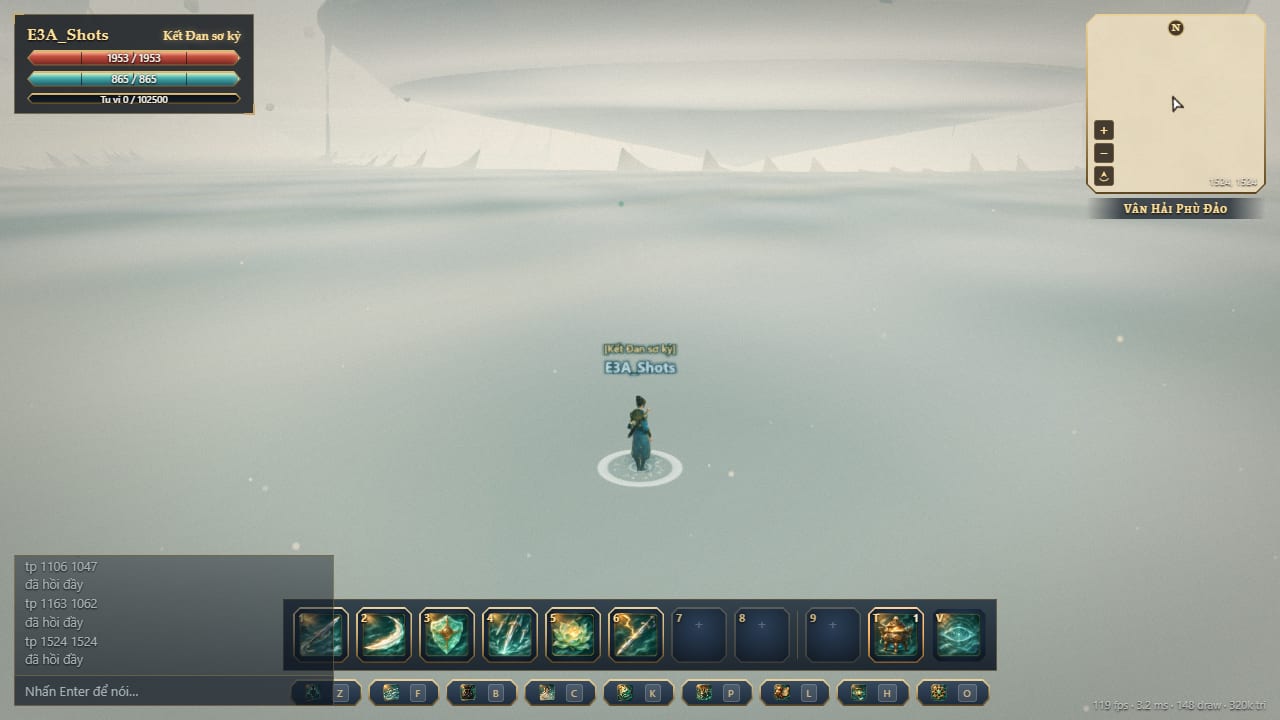 E3A_Shots Kết Đan sơ kỳ
1953 / 1953
865 / 865
Tu vi 0 / 102500
N
+
−
1524, 1524
Vân Hải Phù Đảo
[Kết Đan sơ kỳ]
E3A_Shots
tp 1106 1047
đã hồi đầy
tp 1163 1062
đã hồi đầy
tp 1524 1524
đã hồi đầy
Nhấn Enter để nói...
1 2 3 4 5 6 7 + 8 + 9 + T 1 V
Z F B C K P L H O
119 fps · 3.2 ms · 148 draw · 320k tri